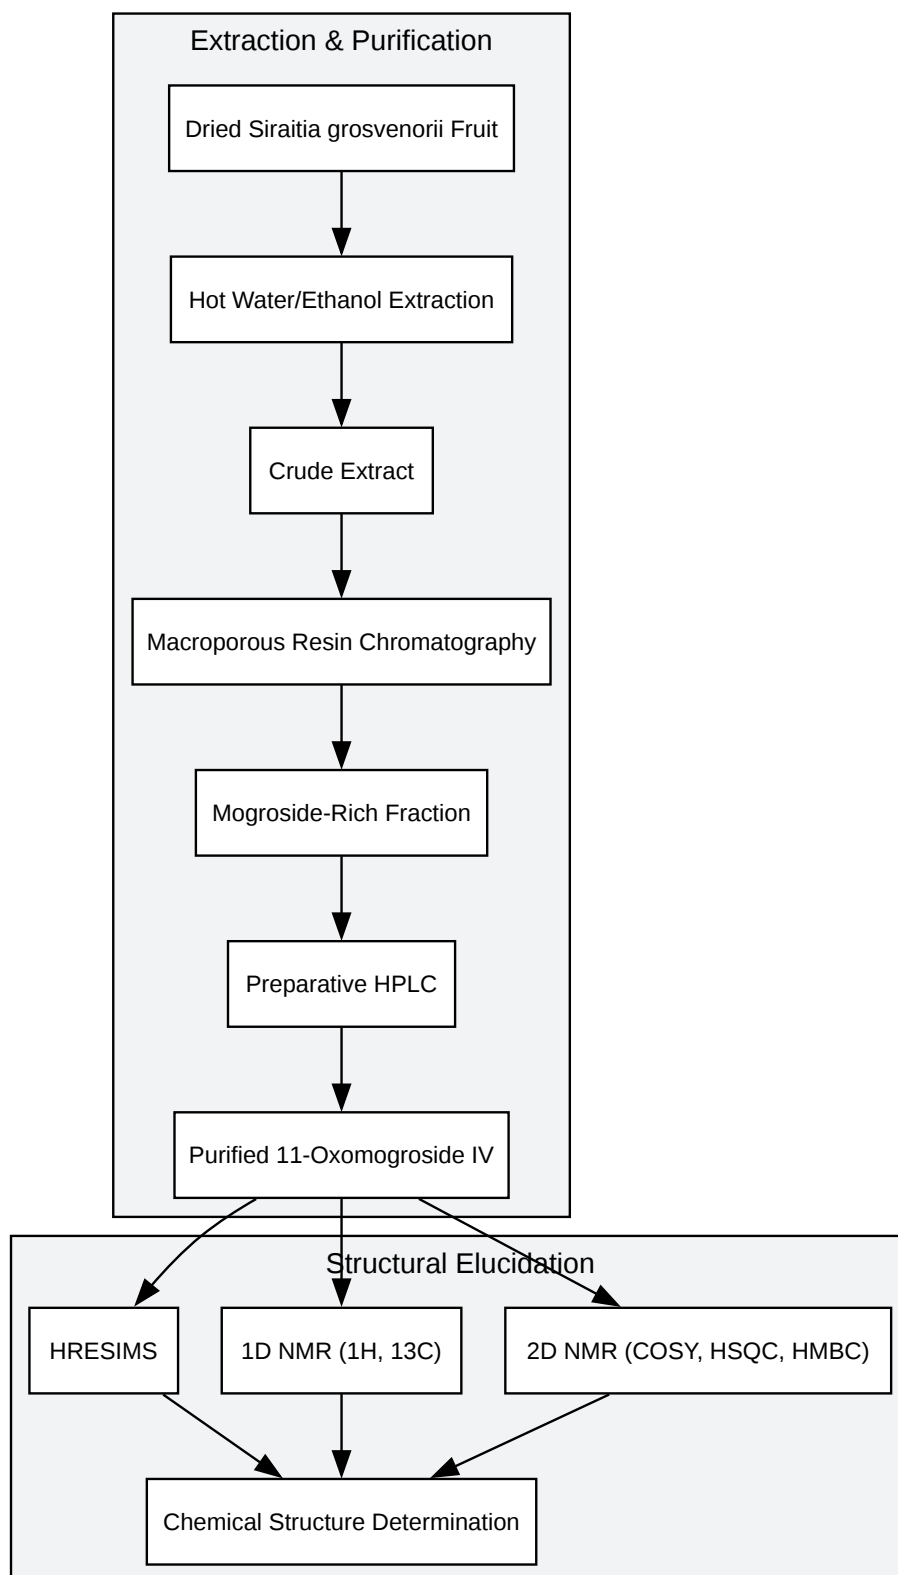 Extraction & Purification
Dried Siraitia grosvenorii Fruit
Hot Water/Ethanol Extraction
Crude Extract
Macroporous Resin Chromatography
Mogroside-Rich Fraction
Preparative HPLC
Purified 11-Oxomogroside IV
Structural Elucidation
HRESIMS
1D NMR (1H, 13C)
2D NMR (COSY, HSQC, HMBC)
Chemical Structure Determination